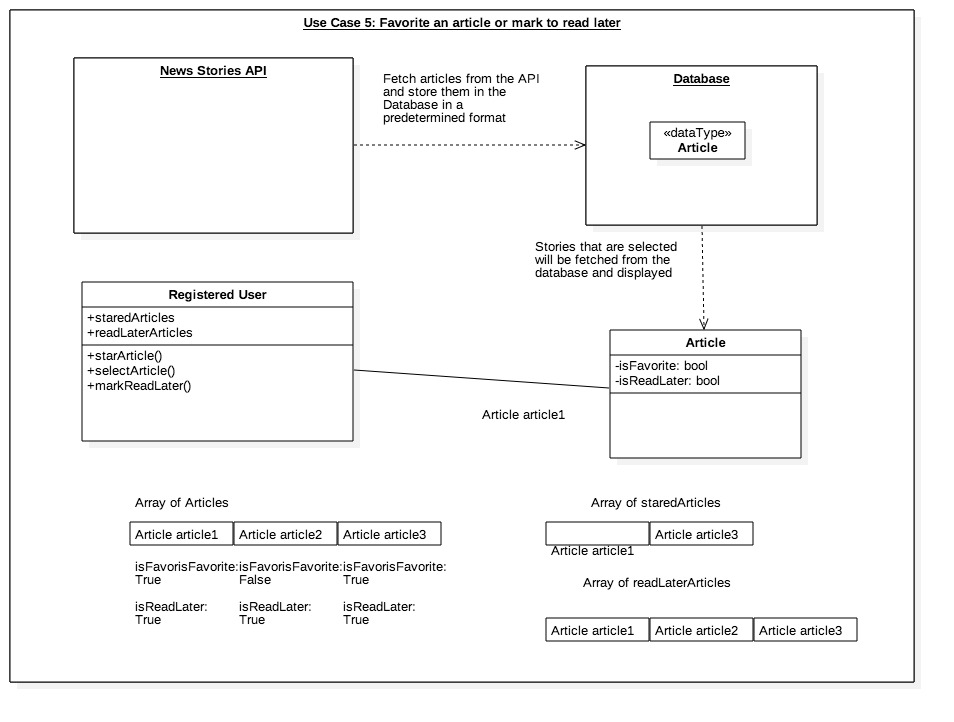 Use Case 5: Favorite an article or mark to read later
News Stories API
Fetch articles from the API
and store them in the
Database in a
predetermined format
Database
«dataType»
Article
Stories that are selected
will be fetched from the
database and displayed
Registered User
+staredArticles
+readLaterArticles
+starArticle()
+selectArticle()
+markReadLater()
Article
-isFavorite: bool
-isReadLater: bool
Article article1
Array of Articles
Article article1 Article article2 Article article3
isFavorisFavorite:isFavorisFavorite:isFavorisFavorite:
True False True
isReadLater: isReadLater: isReadLater:
True True True
Array of staredArticles
Article article3
Article article1
Array of readLaterArticles
Article article1 Article article2 Article article3